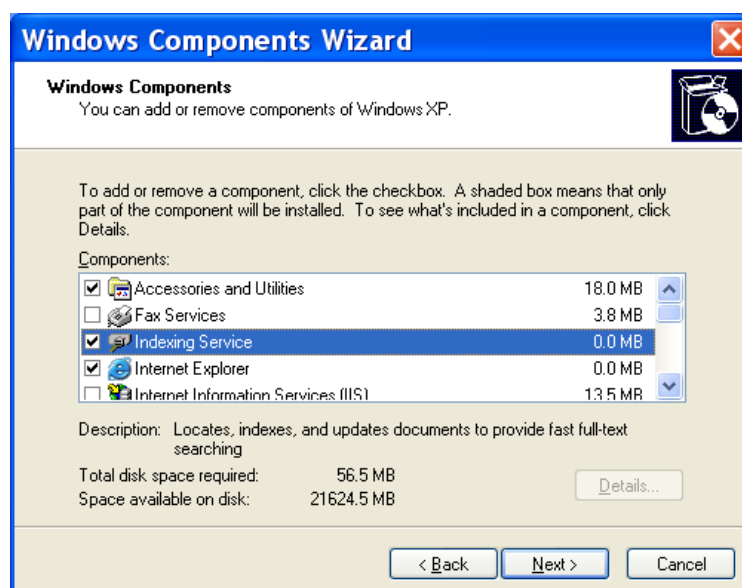 Windows Components Wizard
Windows Components
You can add or remove components of Windows XP.
To add or remove a component, click the checkbox. A shaded box means that only
part of the component will be installed. To see what's included in a component, click
Details.
Components:
Accessories and Utilities 18.0 MB
Fax Services 3.8 MB
Indexing Service 0.0 MB
Internet Explorer 0.0 MB
Internet Information Services (IIS) 13.5 MB
Description: Locates, indexes, and updates documents to provide fast full-text
searching
Total disk space required: 56.5 MB
Space available on disk: 21624.5 MB
Details...
< Back Next > Cancel